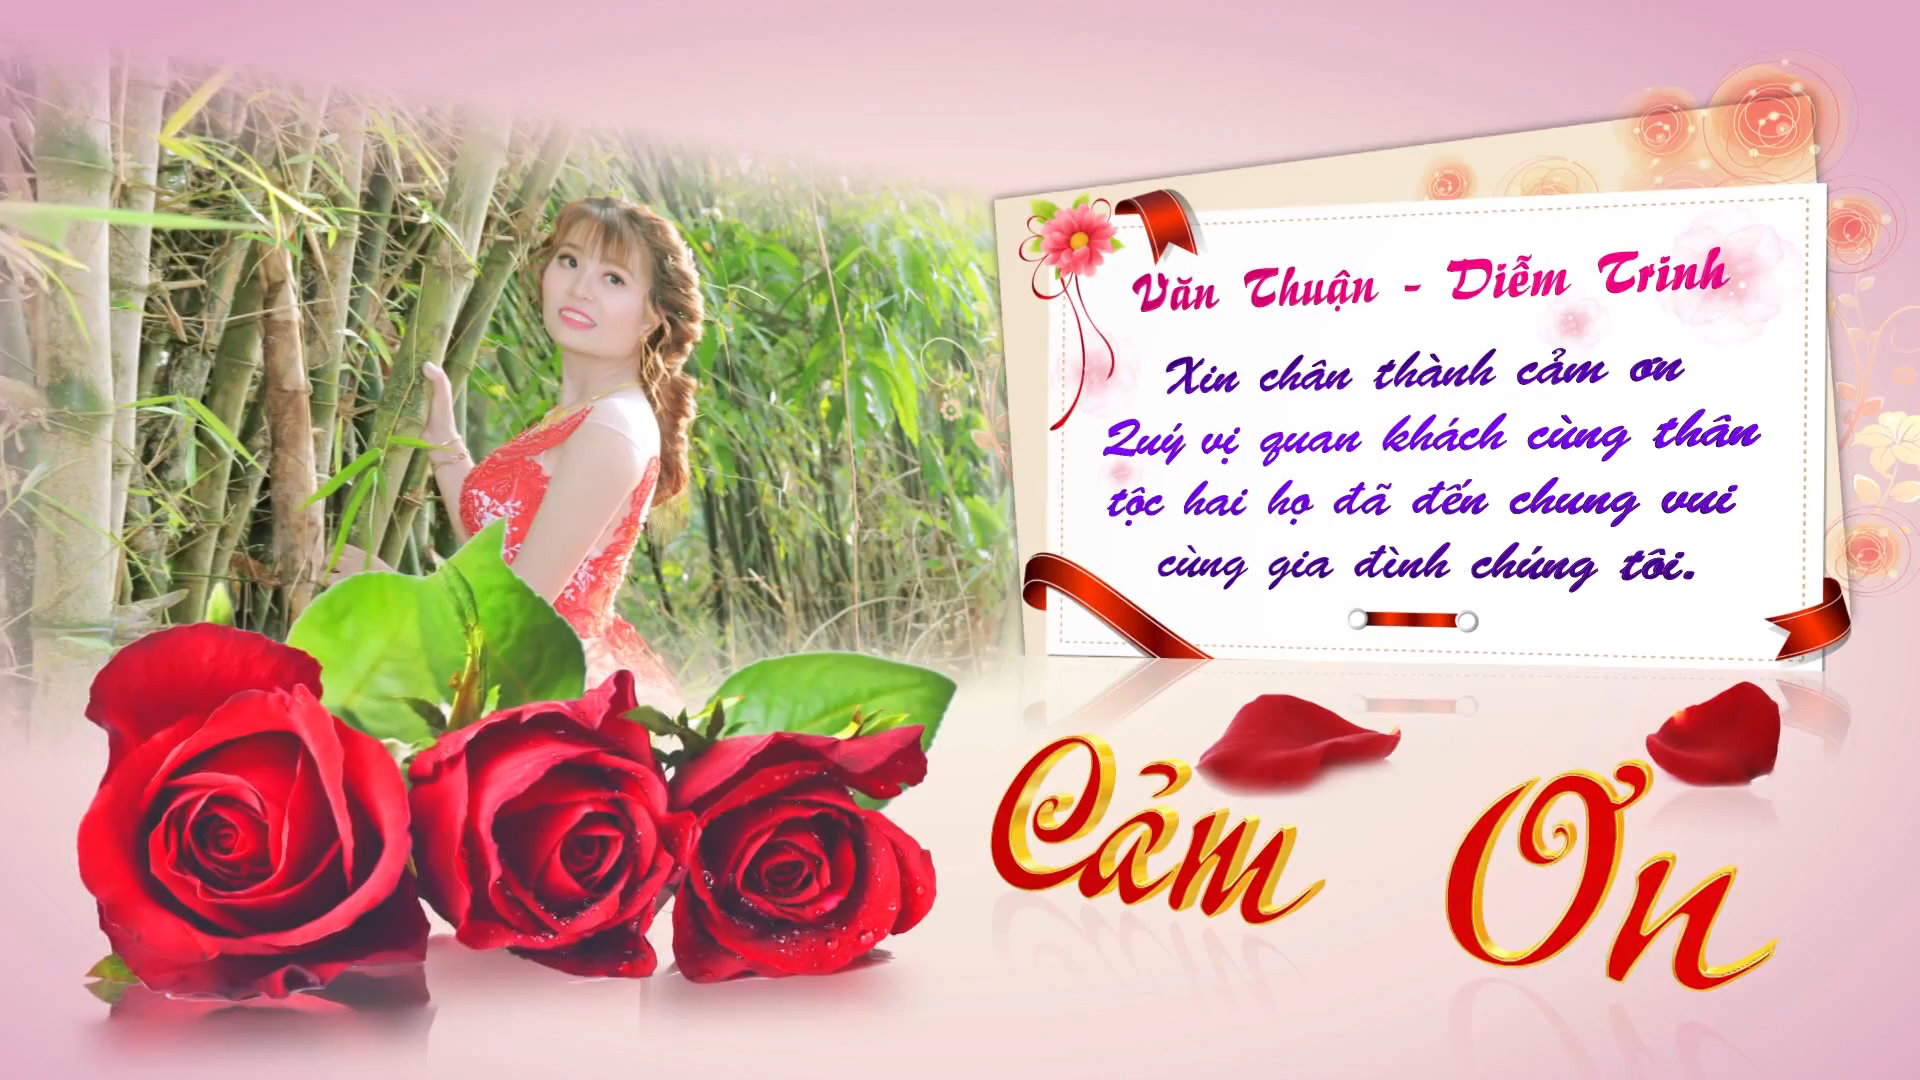 Văn Thuận - Diễm Trinh
Xin chân thành cảm ơn
Quý vị quan khách cùng thân
tộc hai họ đã đến chung vui
cùng gia đình chúng tôi.
Cảm Ơn